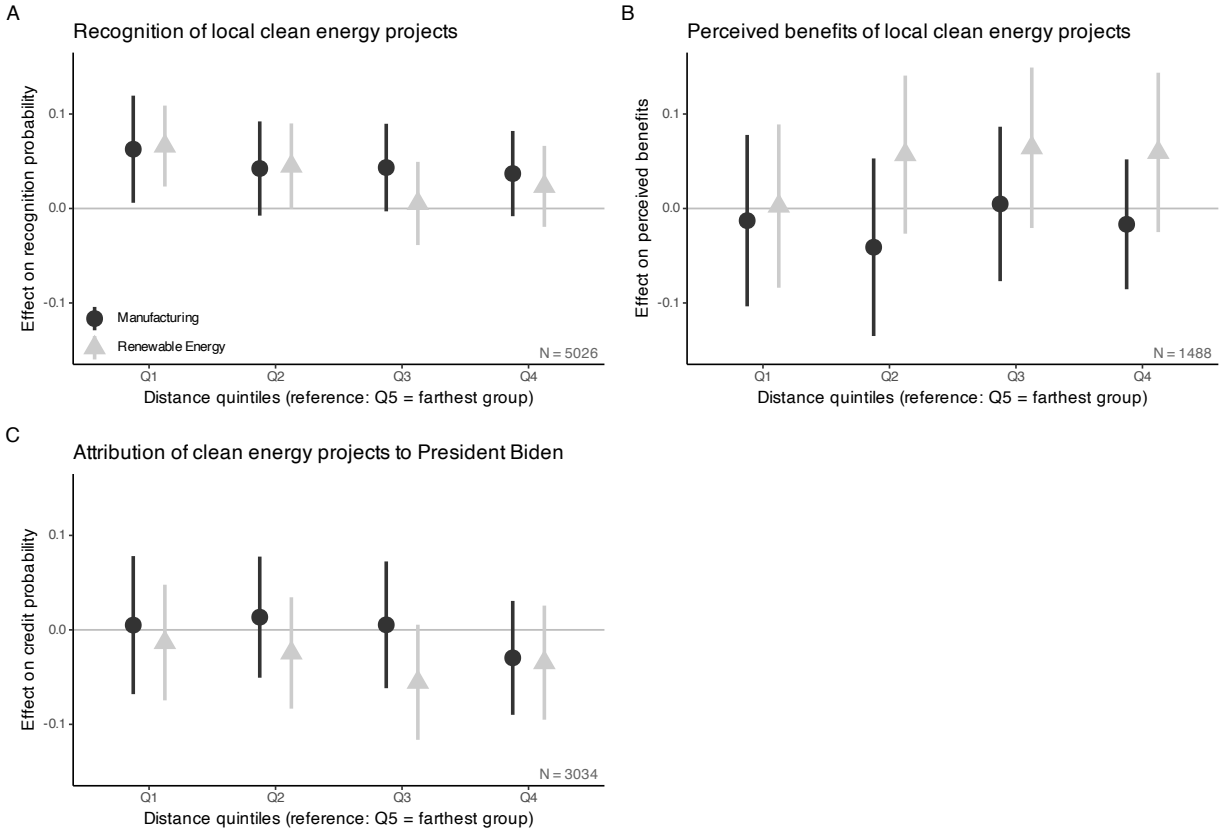 A
Recognition of local clean energy projects
Effect on recognition probability
0.1
0.0
-0.1
Manufacturing
Renewable Energy
N = 5026
Q1 Q2 Q3 Q4
Distance quintiles (reference: Q5 = farthest group)
B
Perceived benefits of local clean energy projects
Effect on perceived benefits
0.1
0.0
-0.1
N = 1488
Q1 Q2 Q3 Q4
Distance quintiles (reference: Q5 = farthest group)
C
Attribution of clean energy projects to President Biden
Effect on credit probability
0.1
0.0
-0.1
N = 3034
Q1 Q2 Q3 Q4
Distance quintiles (reference: Q5 = farthest group)